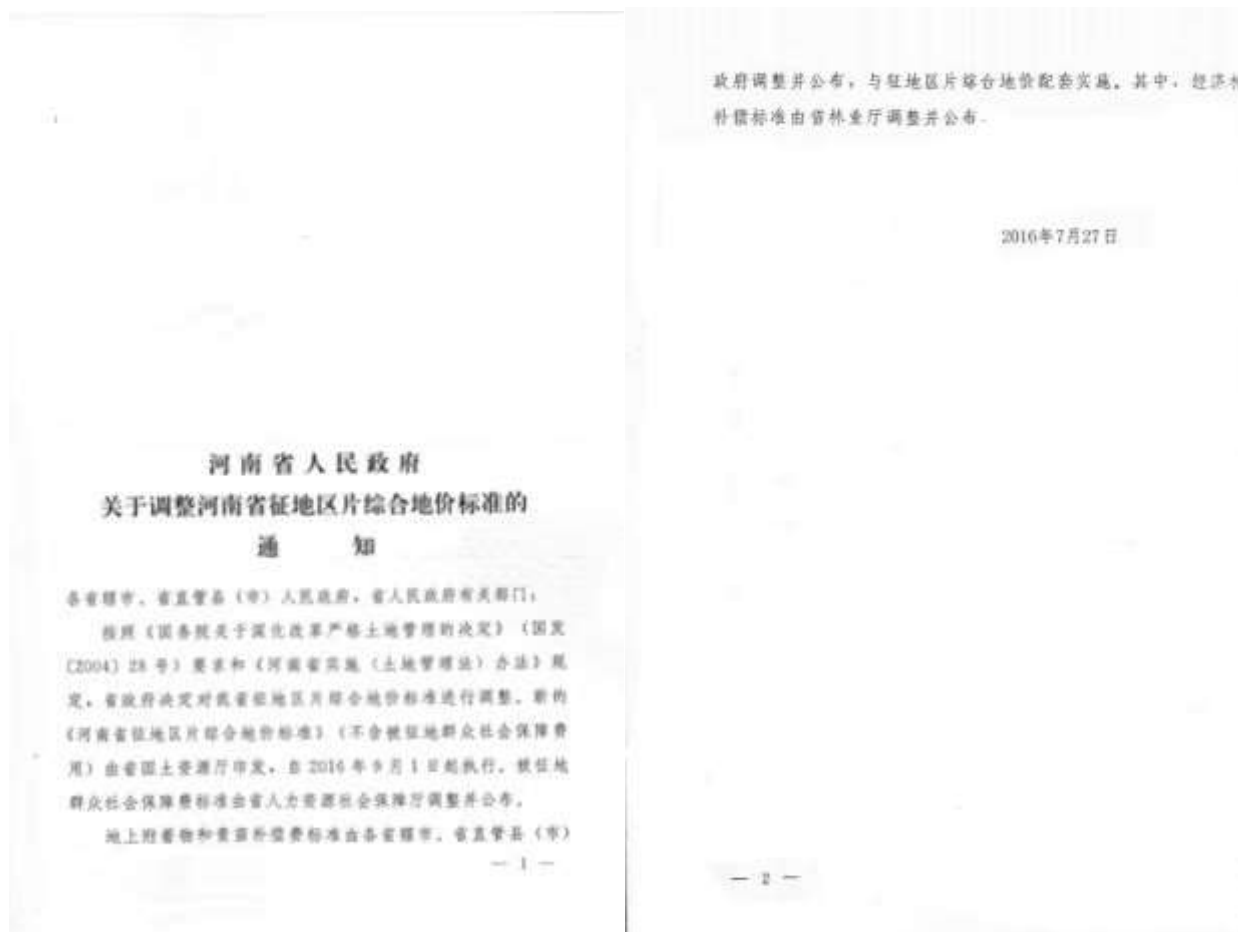 河南省人民政府
关于调整河南省征地区片综合地价标准的
通 知
各省辖市、省直管县（市）人民政府，省人民政府有关部门：
按照《国务院关于深化改革严格土地管理的决定》（国发
〔2004〕28 号）要求和《河南省实施〈土地管理法〉办法》规
定，省政府决定对我省征地区片综合地价标准进行调整。新的
《河南省征地区片综合地价标准》（不含被征地群众社会保障费
用）由省国土资源厅印发，自 2016 年 9 月 1 日起执行。被征地
群众社会保障费标准由省人力资源社会保障厅调整并公布。
地上附着物和青苗补偿费标准由各省辖市、省直管县（市）
— 1 —
政府调整并公布，与征地区片综合地价配套实施。其中，经济
补偿标准由省林业厅调整并公布。
2016年7月27日
— 2 —